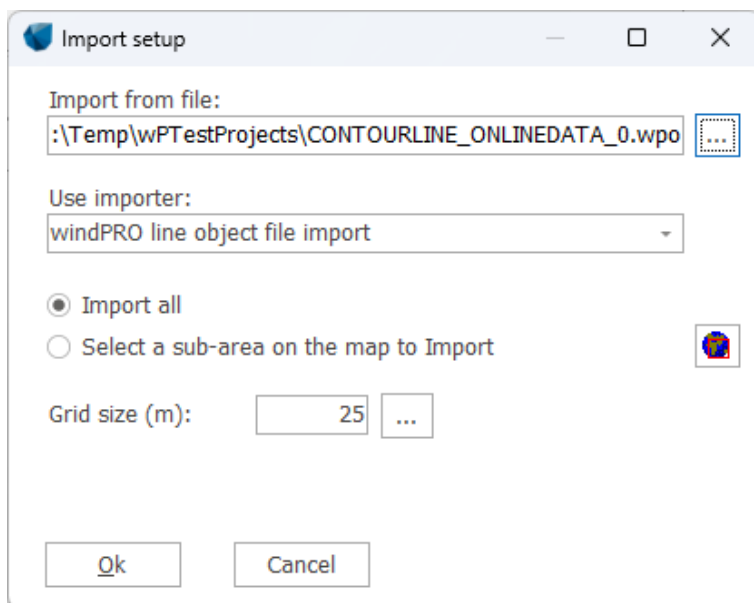 Import setup
Import from file:
:\Temp\wPTestProjects\CONTOURLINE_ONLINEDATA_0.wpo
...
Use importer:
windPRO line object file import
Import all
Select a sub-area on the map to Import
Grid size (m): 25 ...
Ok Cancel